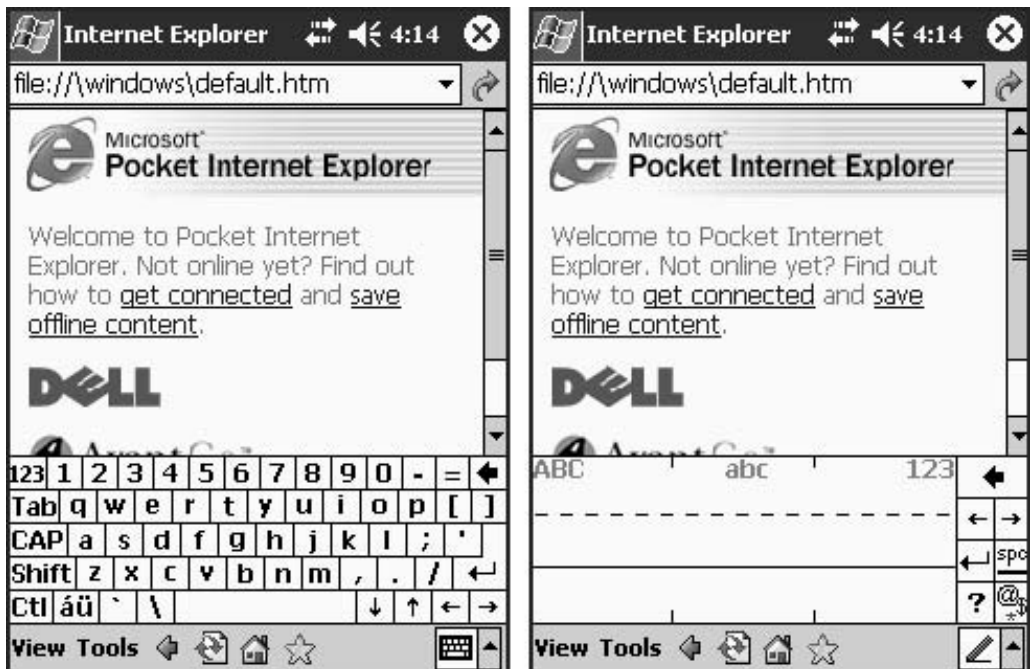 Internet Explorer 4:14
file://\windows\default.htm
Microsoft
Pocket Internet Explorer
Welcome to Pocket Internet
Explorer. Not online yet? Find out
how to get connected and save
offline content.
DELL
123 1 2 3 4 5 6 7 8 9 0 - =
Tab q w e r t y u i o p [ ]
CAP a s d f g h j k l ; '
Shift z x c v b n m , . /
Ctl áü ` \ ↓ ↑ ← →
View Tools
Internet Explorer 4:14
file://\windows\default.htm
Microsoft
Pocket Internet Explorer
Welcome to Pocket Internet
Explorer. Not online yet? Find out
how to get connected and save
offline content.
DELL
ABC abc 123
← →
spc
? @
View Tools